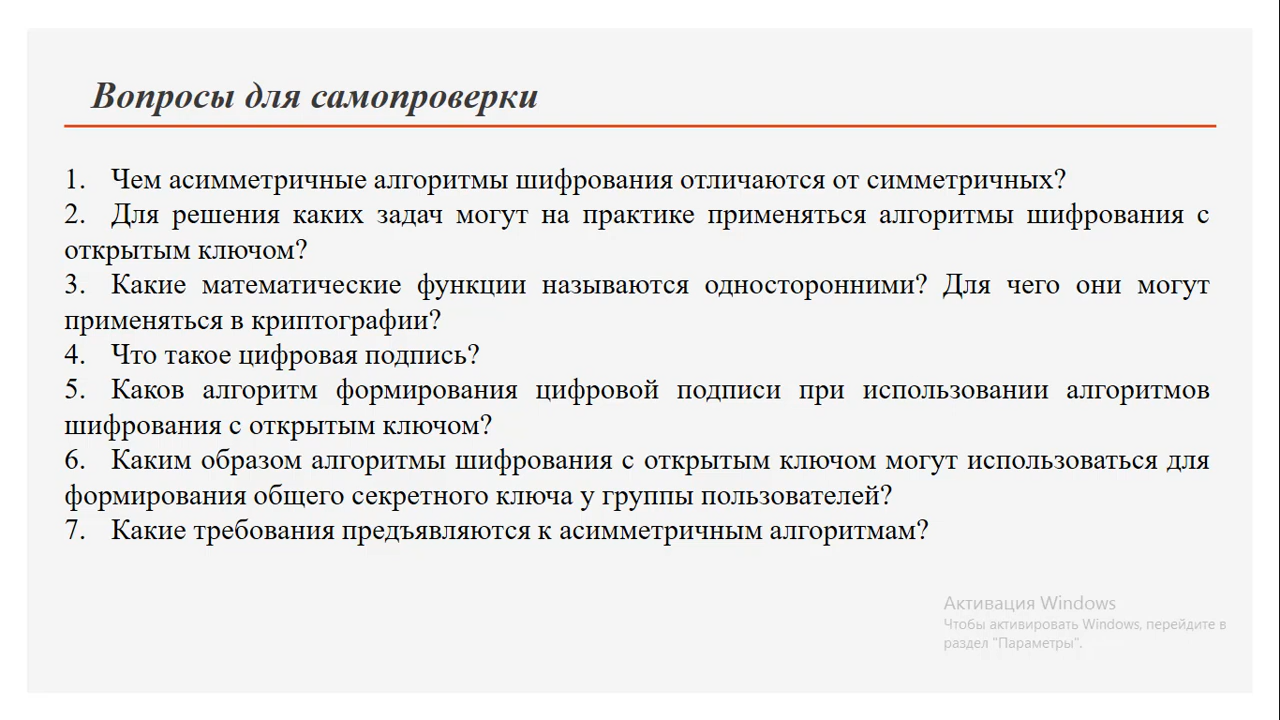 Вопросы для самопроверки
1. Чем асимметричные алгоритмы шифрования отличаются от симметричных?
2. Для решения каких задач могут на практике применяться алгоритмы шифрования с
открытым ключом?
3. Какие математические функции называются односторонними? Для чего они могут
применяться в криптографии?
4. Что такое цифровая подпись?
5. Каков алгоритм формирования цифровой подписи при использовании алгоритмов
шифрования с открытым ключом?
6. Каким образом алгоритмы шифрования с открытым ключом могут использоваться для
формирования общего секретного ключа у группы пользователей?
7. Какие требования предъявляются к асимметричным алгоритмам?
Активация Windows
Чтобы активировать Windows, перейдите в
раздел "Параметры".